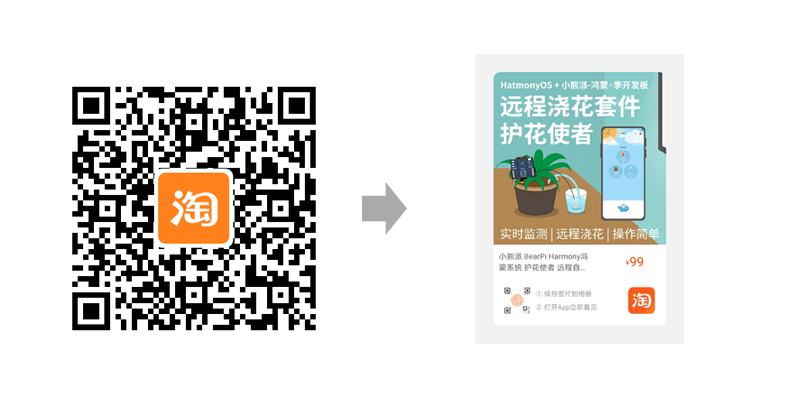 淘
HatmonyOS + 小熊派-鸿蒙·季开发板
远程浇花套件
护花使者
实时监测 | 远程浇花 | 操作简单
小熊派 BearPi Harmony鸿
蒙系统 护花使者 远程自...
¥99
① 保存图片到相册
② 打开App立即看见
淘